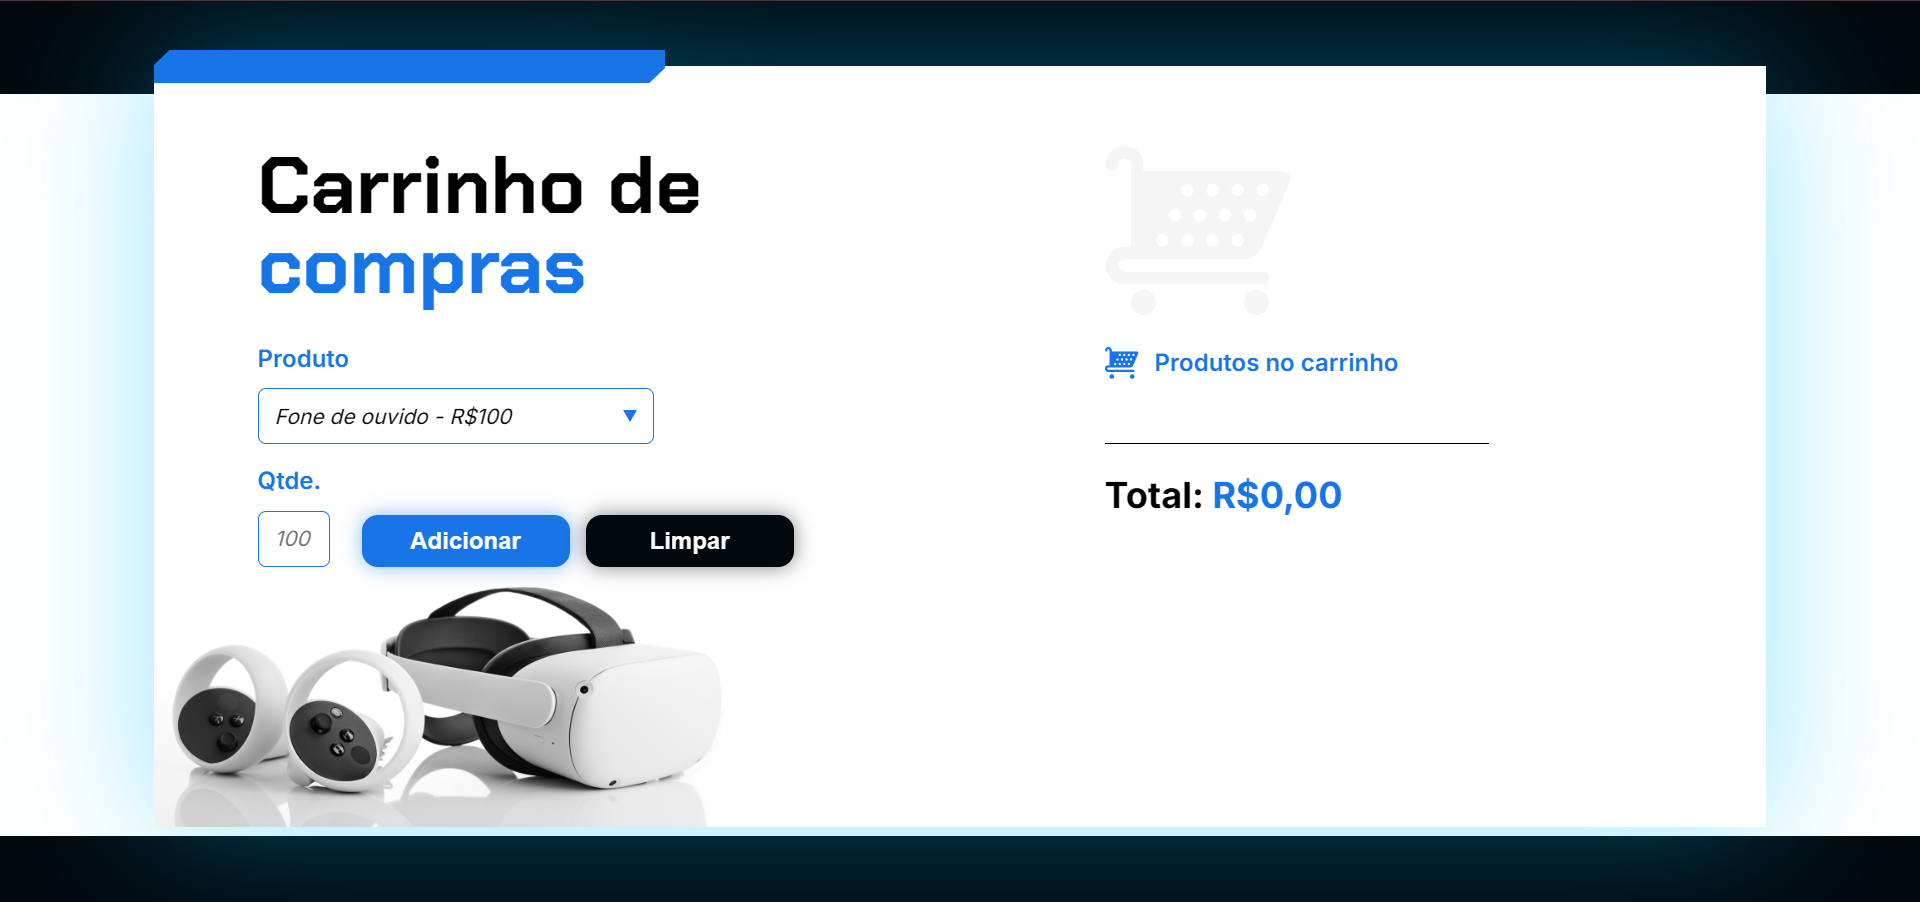 Carrinho de
compras
Produto
Fone de ouvido - R$100
Qtde.
100
Adicionar
Limpar
Produtos no carrinho
Total: R$0,00